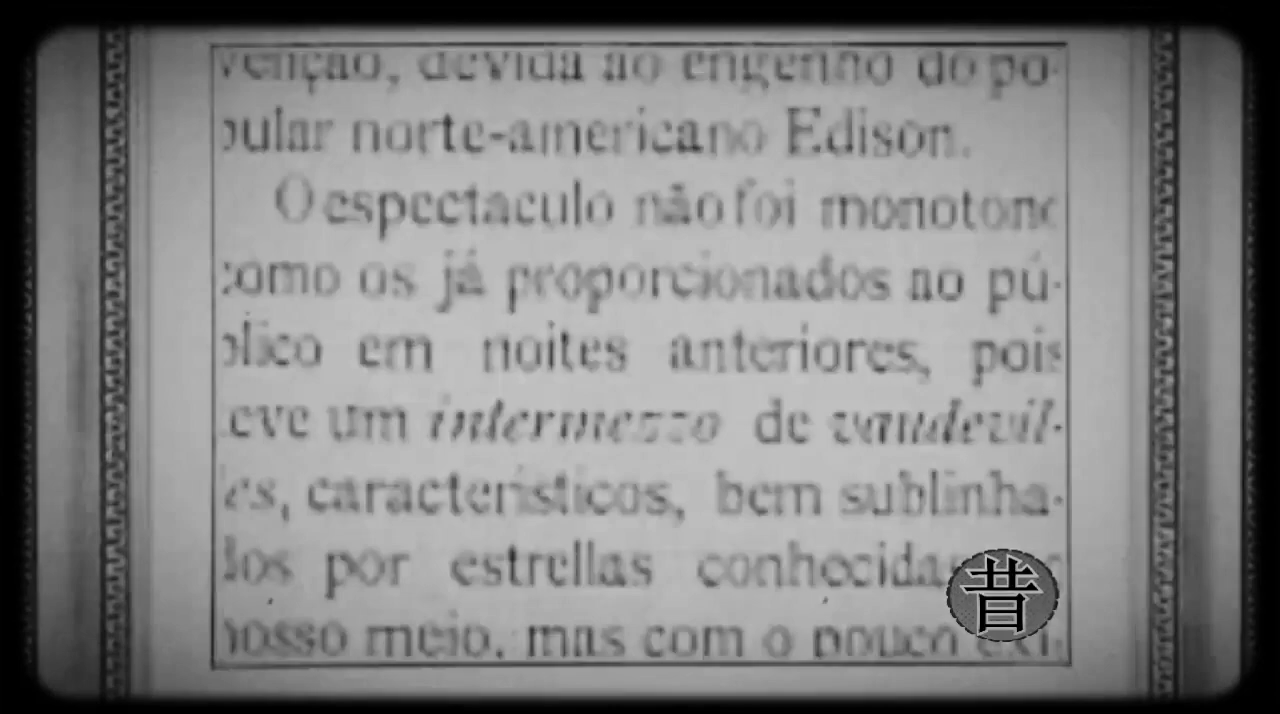 venção, devida ao engenho do po-
pular norte-americano Edison.
O espectaculo não foi monotono
como os já proporcionados ao pú-
blico em noites anteriores, pois
teve um intermezzo de vaudevil-
les, caracteristicos, bem sublinha-
dos por estrellas conhecidas
nosso meio, mas com o pouco
昔